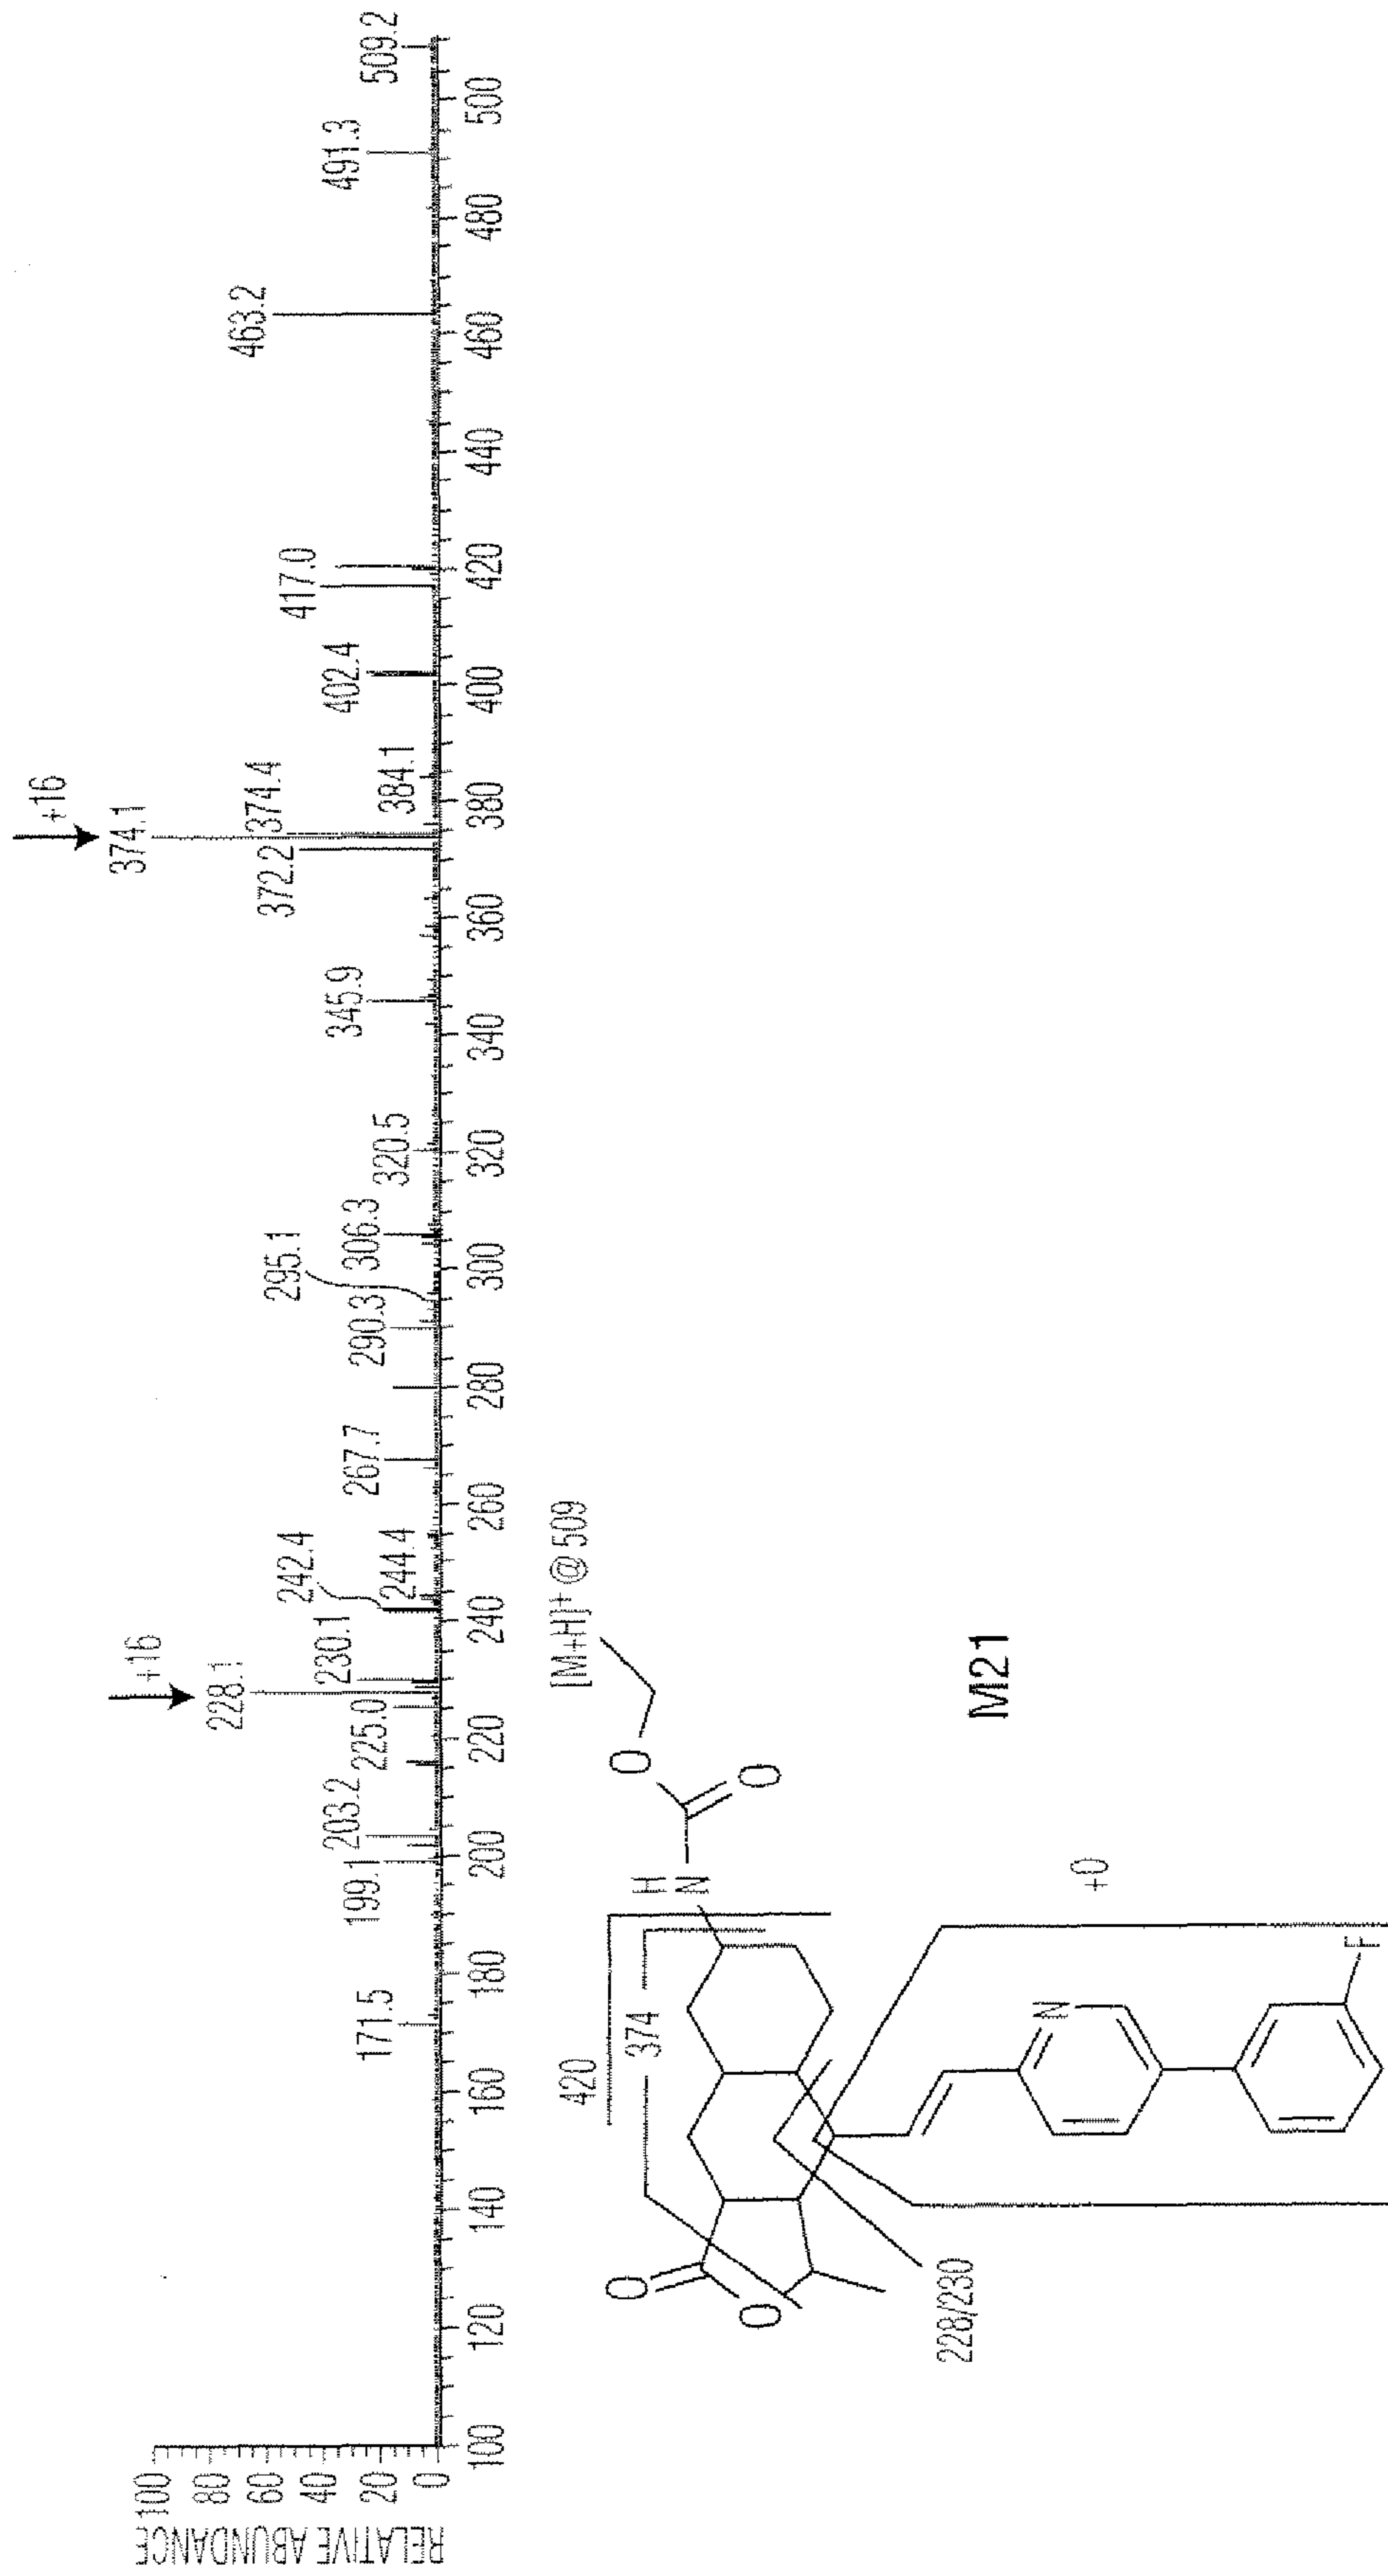 +16
+16
374.1
228.1
463.2
374.4
372.2
295.1
242.4
509.2
491.3
417.0
402.4
384.1
345.9
320.5
306.3
290.3
267.7
244.4
230.1
225.0
203.2
199.1
171.5
RELATIVE ABUNDANCE
100
80
60
40
20
0
100 120 140 160 180 200 220 240 260 280 300 320 340 360 380 400 420 440 460 480 500
[M+H]+ @ 509
420
374
O
O
H
N
O
O
228/230
M21
+O
N
F